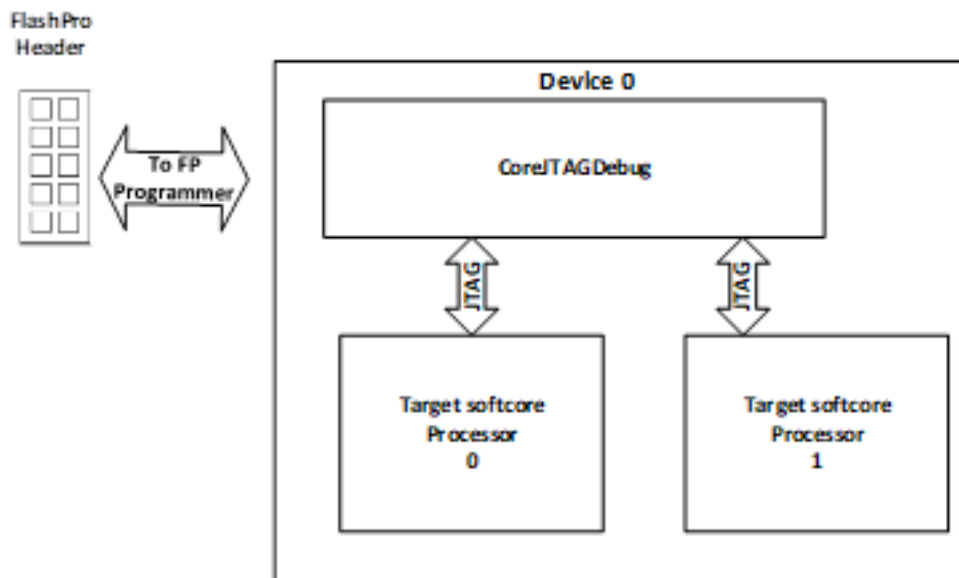 FlashPro
Header
Device 0
To FP
Programmer
CoreJTAGDebug
JTAG
JTAG
Target softcore
Processor
0
Target softcore
Processor
1